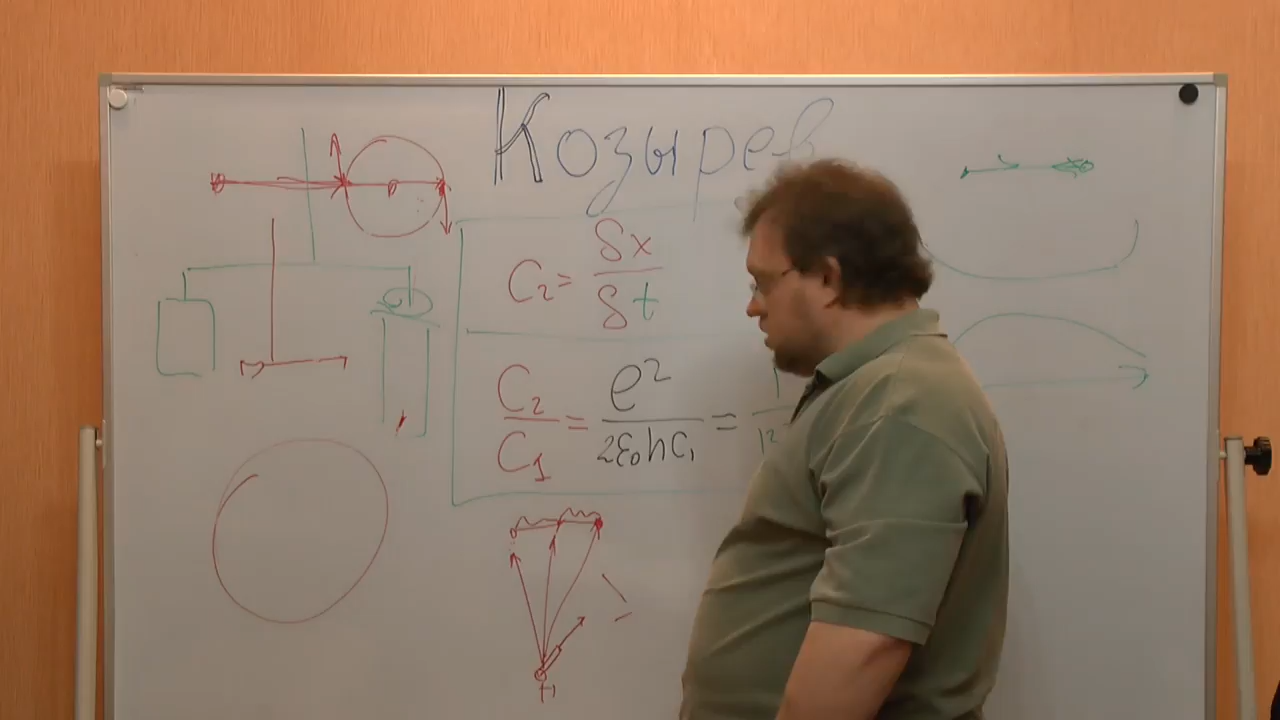 Козырев
C₂ = δx / δt
C₂ / C₁ = e² / 2ε₀hC₁ =